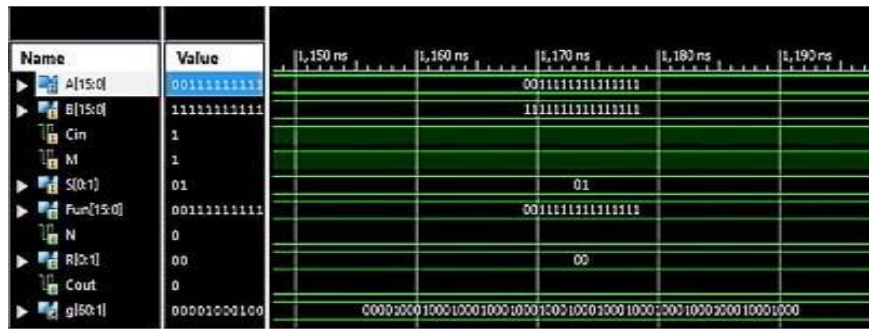 Name Value 1,150 ns 1,160 ns 1,170 ns 1,180 ns 1,190 ns
A[15:0] 00111111111 0011111111111111
B[15:0] 11111111111 1111111111111111
Cin 1
M 1
S[0:1] 01 01
Fun[15:0] 00111111111 0011111111111111
N 0
R[0:1] 00 00
Cout 0
g[60:1] 00001000100